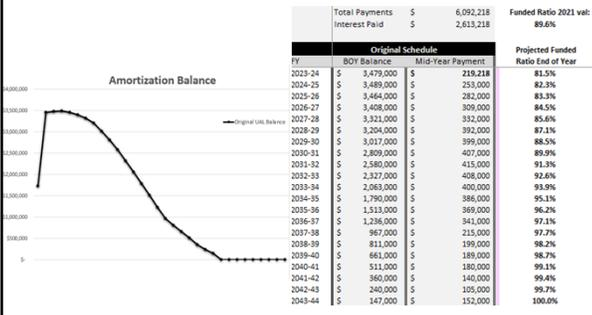 Total Payments $ 6,092,218 Funded Ratio 2021 val:
Interest Paid $ 2,613,218 89.6%
Original Schedule Projected Funded
FY BOY Balance Mid-Year Payment Ratio End of Year
2023-24 $ 3,479,000 $ 219,218 81.5%
2024-25 $ 3,489,000 $ 253,000 82.3%
2025-26 $ 3,464,000 $ 282,000 83.3%
2026-27 $ 3,408,000 $ 309,000 84.5%
2027-28 $ 3,321,000 $ 332,000 85.6%
2028-29 $ 3,204,000 $ 392,000 87.1%
2029-30 $ 3,017,000 $ 399,000 88.5%
2030-31 $ 2,809,000 $ 407,000 89.9%
2031-32 $ 2,580,000 $ 415,000 91.3%
2032-33 $ 2,327,000 $ 408,000 92.6%
2033-34 $ 2,063,000 $ 400,000 93.9%
2034-35 $ 1,790,000 $ 386,000 95.1%
2035-36 $ 1,513,000 $ 369,000 96.2%
2036-37 $ 1,236,000 $ 341,000 97.1%
2037-38 $ 967,000 $ 215,000 97.7%
2038-39 $ 811,000 $ 199,000 98.2%
2039-40 $ 661,000 $ 189,000 98.7%
2040-41 $ 511,000 $ 180,000 99.1%
2041-42 $ 360,000 $ 140,000 99.4%
2042-43 $ 240,000 $ 105,000 99.7%
2043-44 $ 147,000 $ 152,000 100.0%
Amortization Balance
$4,000,000
$3,500,000
$3,000,000
$2,500,000
$2,000,000
$1,500,000
$1,000,000
$500,000
$-
Original UAL Balance